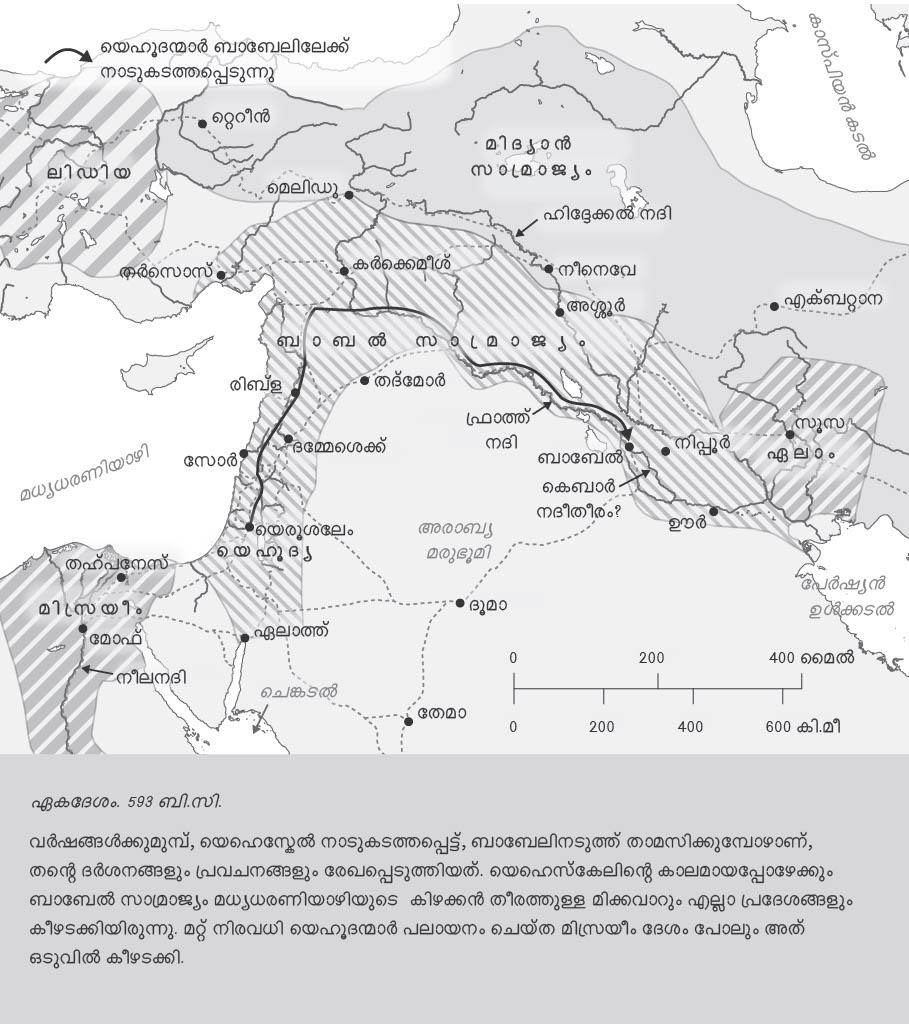 യെഹൂദന്മാർ ബാബേലിലേക്ക്
നാടുകടത്തപ്പെടുന്നു
കാസ്പിയൻ കടൽ
റ്റെറീൻ
മിദ്യാൻ
സാമ്രാജ്യം
ലിഡിയ
മെലിഡു
ഹിദ്ദേക്കൽ നദി
തർസൊസ്
കർക്കെമീശ്
നീനെവേ
എക്ബറ്റാന
അശ്ശൂർ
ബാബേൽ സാമ്രാജ്യം
രിബ്ള
തദ്മോർ
ഫ്രാത്ത്
നദി
സൂസ
ദമ്മേശെക്ക്
നിപ്പൂർ
ഏലാം
സോർ
ബാബേൽ
മധ്യധരണിയാഴി
കെബാർ
നദീതീരം?
ഊർ
യെരുശലേം
അരാബ്യ
മരുഭൂമി
യെഹൂദ്യ
തഹ്പനേസ്
പേർഷ്യൻ
ഉൾക്കടൽ
മിസ്രയീം
ദൂമാ
മോഫ്
ഏലാത്ത്
നീലനദി
0 200 400 മൈൽ
ചെങ്കടൽ
തേമാ
0 200 400 600 കി.മീ
ഏകദേശം. 593 ബി.സി.
വർഷങ്ങൾക്കുമുമ്പ്, യെഹെസ്കേൽ നാടുകടത്തപ്പെട്ട്, ബാബേലിനടുത്ത് താമസിക്കുമ്പോഴാണ്,
തന്റെ ദർശനങ്ങളും പ്രവചനങ്ങളും രേഖപ്പെടുത്തിയത്. യെഹെസ്കേലിന്റെ കാലമായപ്പോഴേക്കും
ബാബേൽ സാമ്രാജ്യം മധ്യധരണിയാഴിയുടെ കിഴക്കൻ തീരത്തുള്ള മിക്കവാറും എല്ലാ പ്രദേശങ്ങളും
കീഴടക്കിയിരുന്നു. മറ്റ് നിരവധി യെഹൂദന്മാർ പലായനം ചെയ്ത മിസ്രയീം ദേശം പോലും അത്
ഒടുവിൽ കീഴടക്കി.